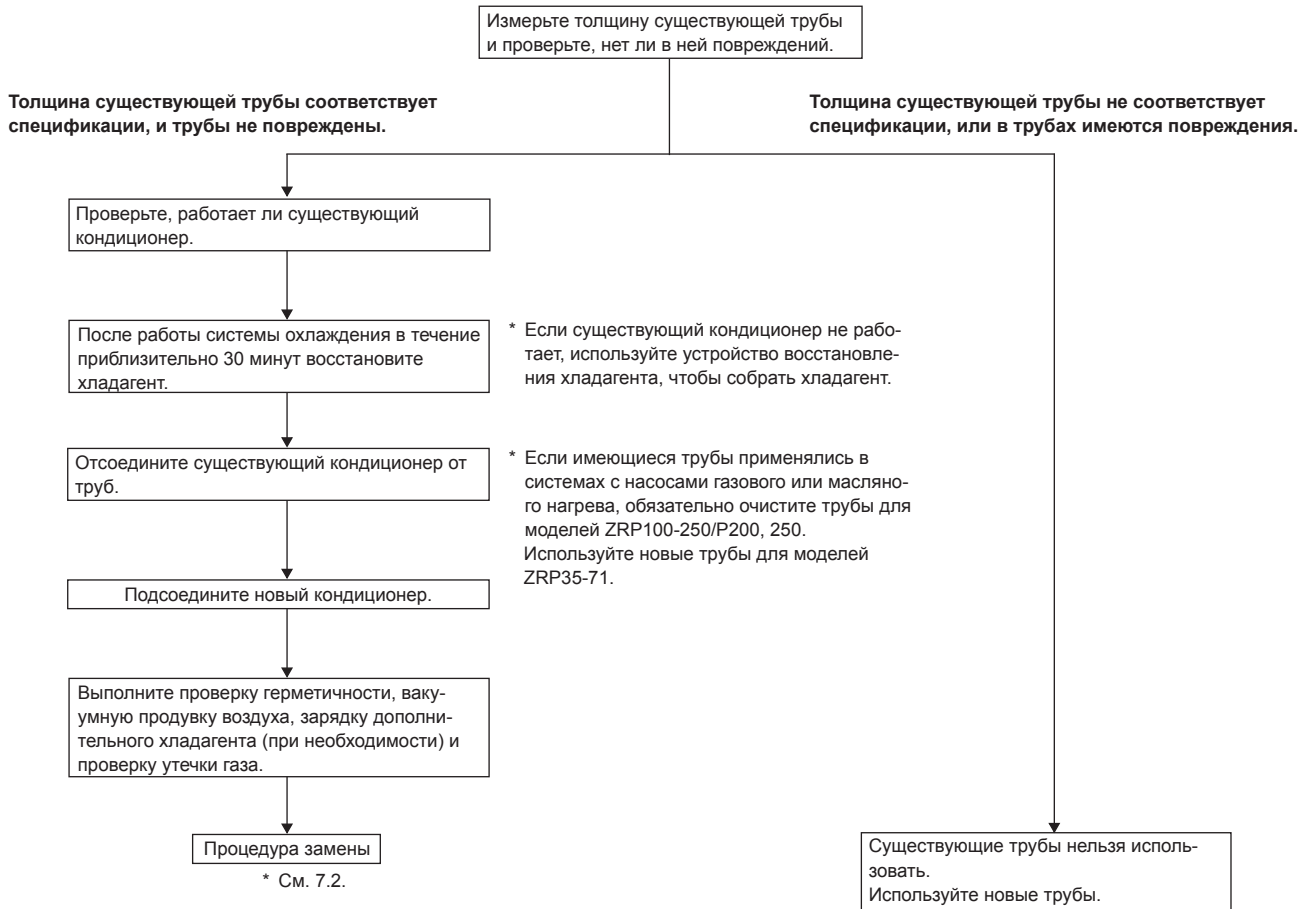 Измерьте толщину существующей трубы
и проверьте, нет ли в ней повреждений.
Толщина существующей трубы соответствует
спецификации, и трубы не повреждены.
Толщина существующей трубы не соответствует
спецификации, или в трубах имеются повреждения.
Проверьте, работает ли существующий
кондиционер.
После работы системы охлаждения в течение
приблизительно 30 минут восстановите
хладагент.
* Если существующий кондиционер не рабо-
тает, используйте устройство восстановле-
ния хладагента, чтобы собрать хладагент.
Отсоедините существующий кондиционер от
труб.
* Если имеющиеся трубы применялись в
системах с насосами газового или масляно-
го нагрева, обязательно очистите трубы для
моделей ZRP100-250/P200, 250.
Используйте новые трубы для моделей
ZRP35-71.
Подсоедините новый кондиционер.
Выполните проверку герметичности, ваку-
умную продувку воздуха, зарядку дополни-
тельного хладагента (при необходимости) и
проверку утечки газа.
Процедура замены
* См. 7.2.
Существующие трубы нельзя исполь-
зовать.
Используйте новые трубы.